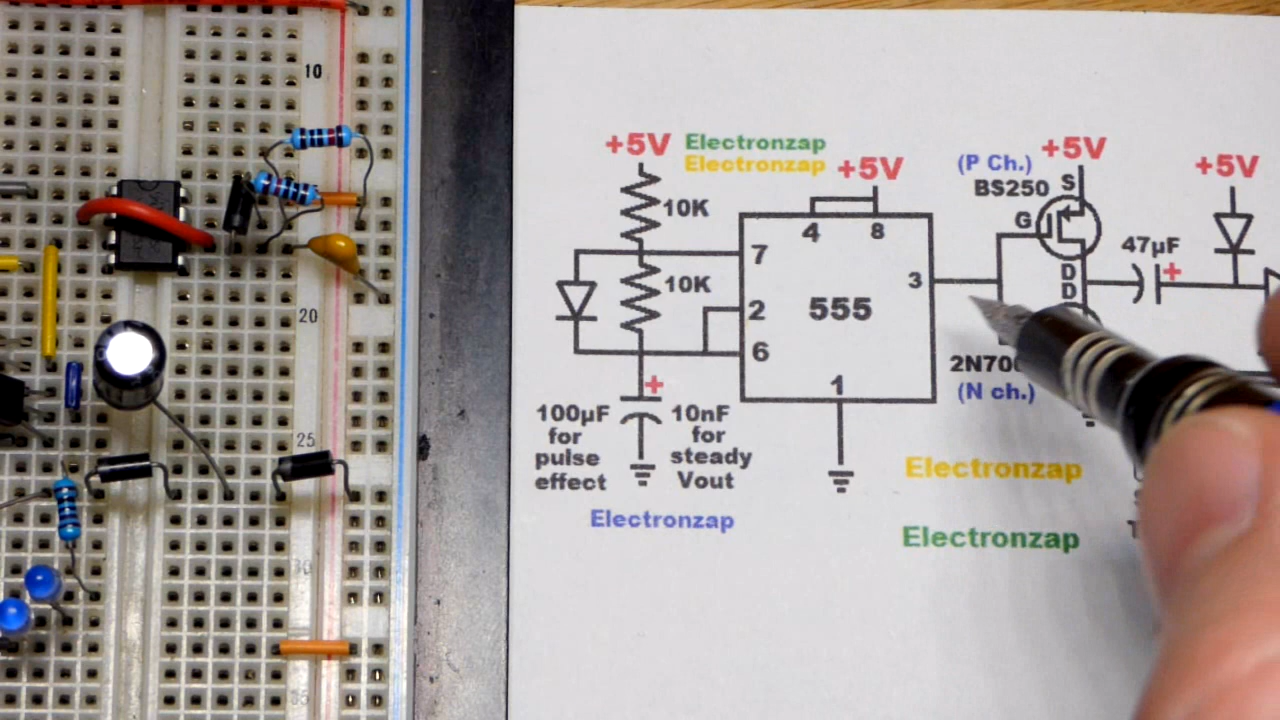 10
20
25
30
35
+5V
Electronzap
Electronzap
+5V
(P Ch.)
+5V
BS250
S
+5V
10K
G
4
8
7
47µF
+
D
10K
3
D
2
555
6
2N700
(N ch.)
1
+
100µF
for
pulse
effect
10nF
for
steady
Vout
Electronzap
Electronzap
Electronzap